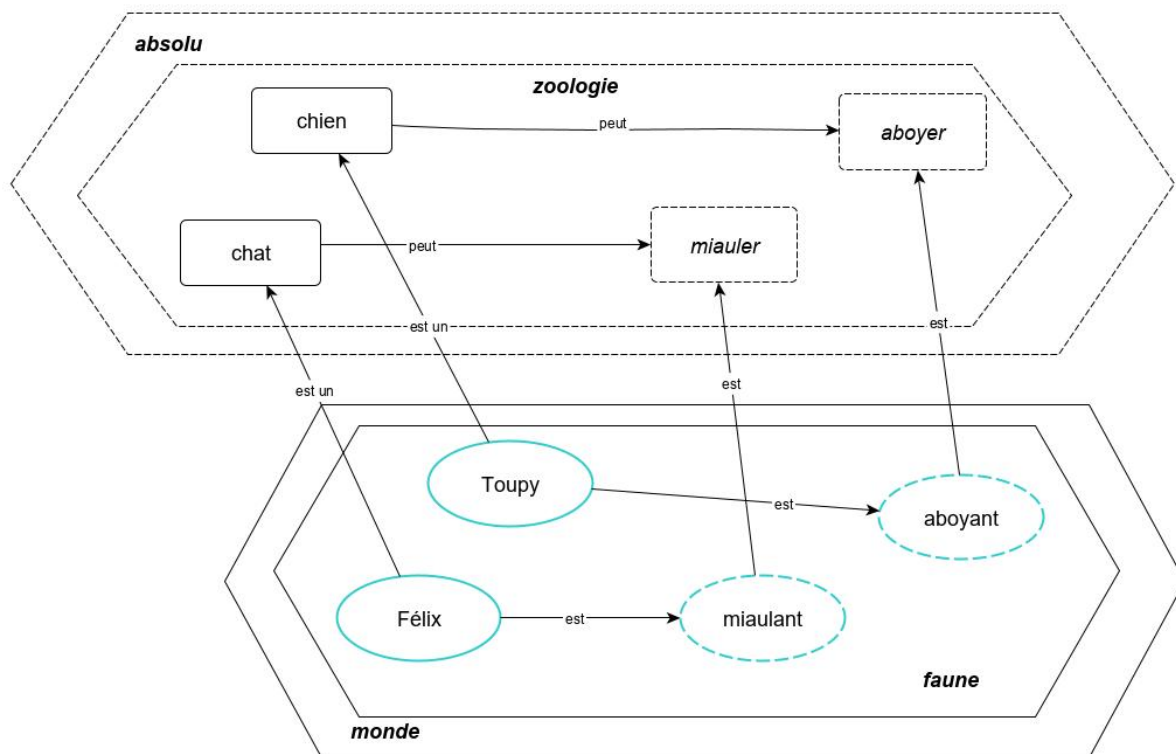 absolu
zoologie
chien
peut
aboyer
chat
peut
miauler
est un
est
est un
est
Toupy
est
aboyant
Félix
est
miaulant
faune
monde